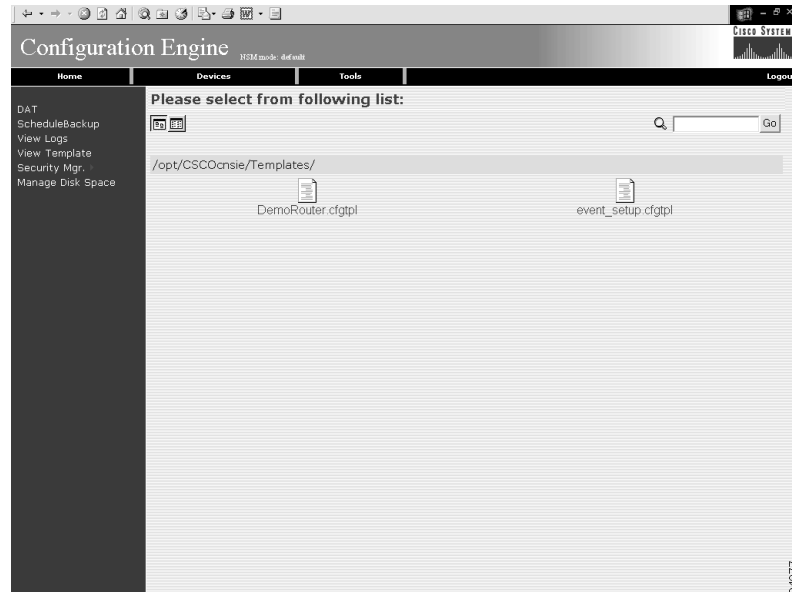 CISCO SYSTEM
Configuration Engine NSM mode: default
Home Devices Tools Logou
Please select from following list:
DAT
ScheduleBackup
View Logs
View Template
Security Mgr.
Manage Disk Space
Go
/opt/CSCOcnsie/Templates/
DemoRouter.cfgtpl event_setup.cfgtpl